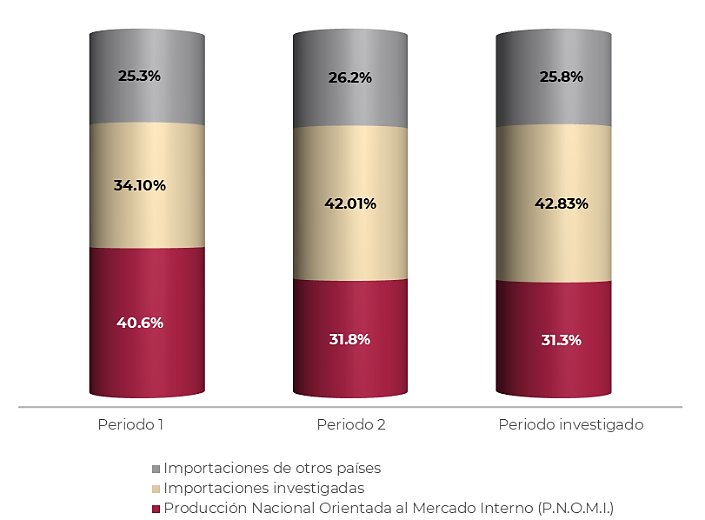 25.3% 26.2% 25.8%
34.10% 42.01% 42.83%
40.6% 31.8% 31.3%
Periodo 1 Periodo 2 Periodo investigado
Importaciones de otros países
Importaciones investigadas
Producción Nacional Orientada al Mercado Interno (P.N.O.M.I.)